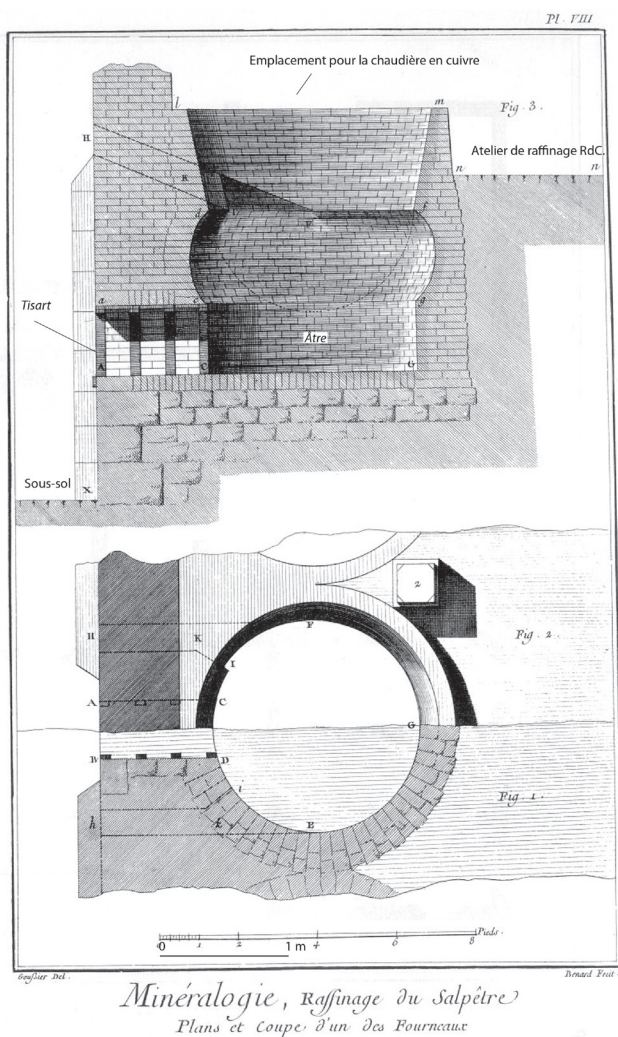 Pl. VIII
Emplacement pour la chaudière en cuivre
l
m
Fig. 3.
H
Atelier de raffinage RdC.
K
n
n
d
f
V
a
c
g
Tisart
Âtre
A
C
G
Sous-sol
X
2
H
K
F
Fig. 2.
I
A
C
G
B
D
i
Fig. 1.
h
k
E
0 1 2 4 6 8 Pieds.
0 1 m
Goussier Del.
Benard Fecit
Minéralogie, Raffinage du Salpêtre
Plans et Coupe d'un des Fourneaux